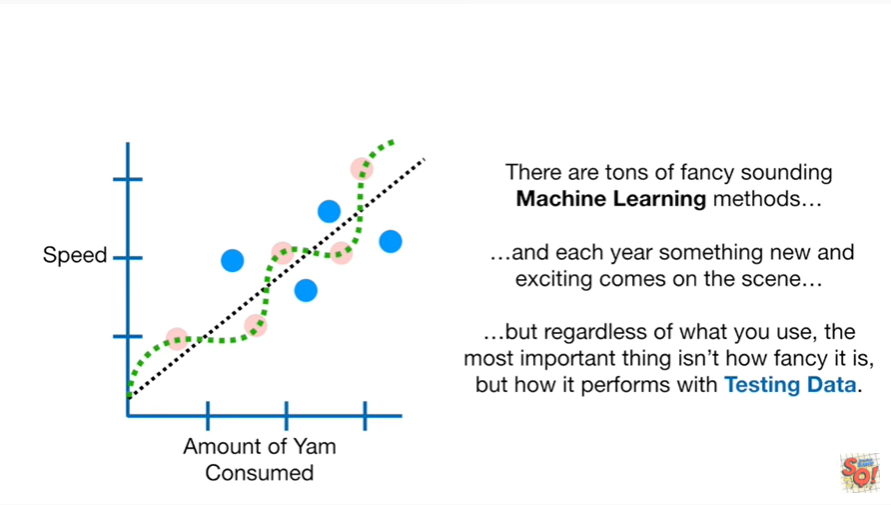 There are tons of fancy sounding
Machine Learning methods…
…and each year something new and
exciting comes on the scene…
…but regardless of what you use, the
most important thing isn't how fancy it is,
but how it performs with Testing Data.
Speed
Amount of Yam
Consumed
SQ!